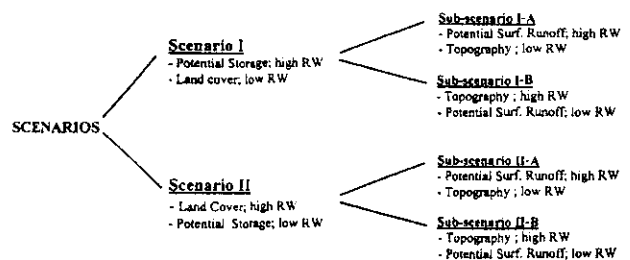 SCENARIOS
Scenario I
- Potential Storage; high RW
- Land cover; low RW
Sub-scenario I-A
- Potential Surf. Runoff; high RW
- Topography ; low RW
Sub-scenario I-B
- Topography ; high RW
- Potential Surf. Runoff; low RW
Scenario II
- Land Cover; high RW
- Potential Storage; low RW
Sub-scenario II-A
- Potential Surf. Runoff; high RW
- Topography; low RW
Sub-scenario II-B
- Topography ; high RW
- Potential Surf. Runoff; low RW